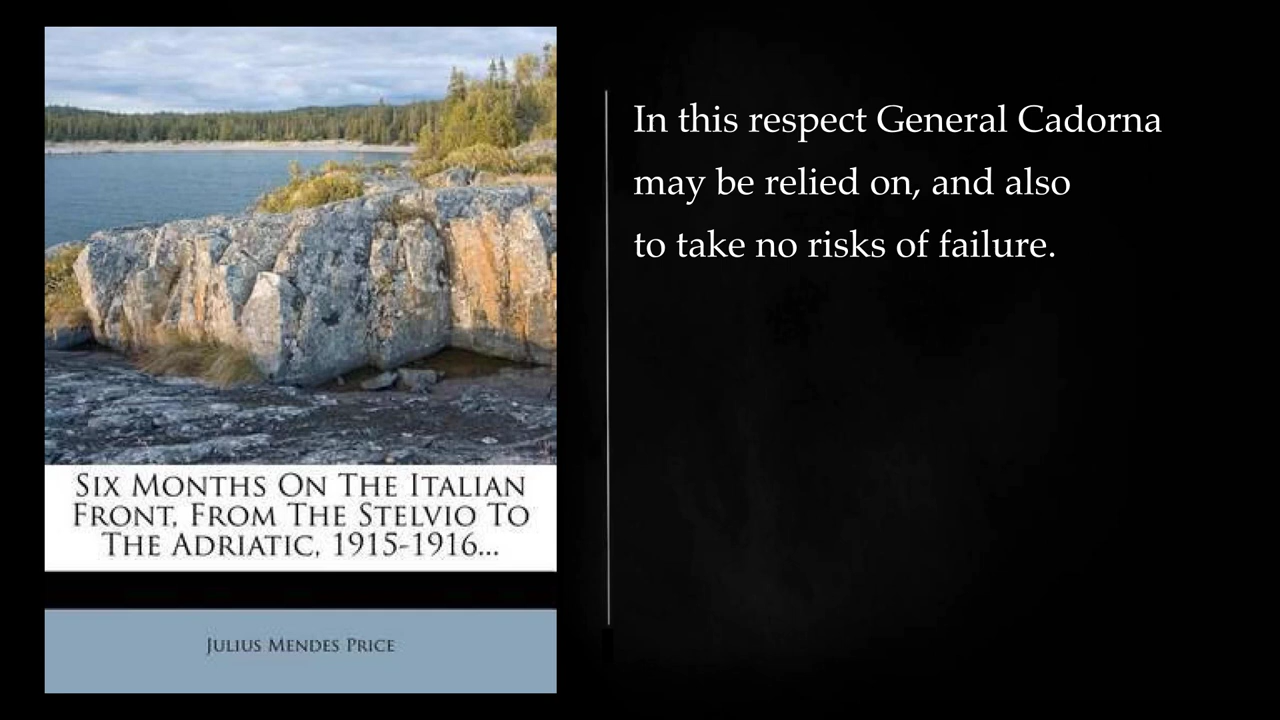 In this respect General Cadorna
may be relied on, and also
to take no risks of failure.
Six Months On The Italian
Front, From The Stelvio To
The Adriatic, 1915-1916...
Julius Mendes Price